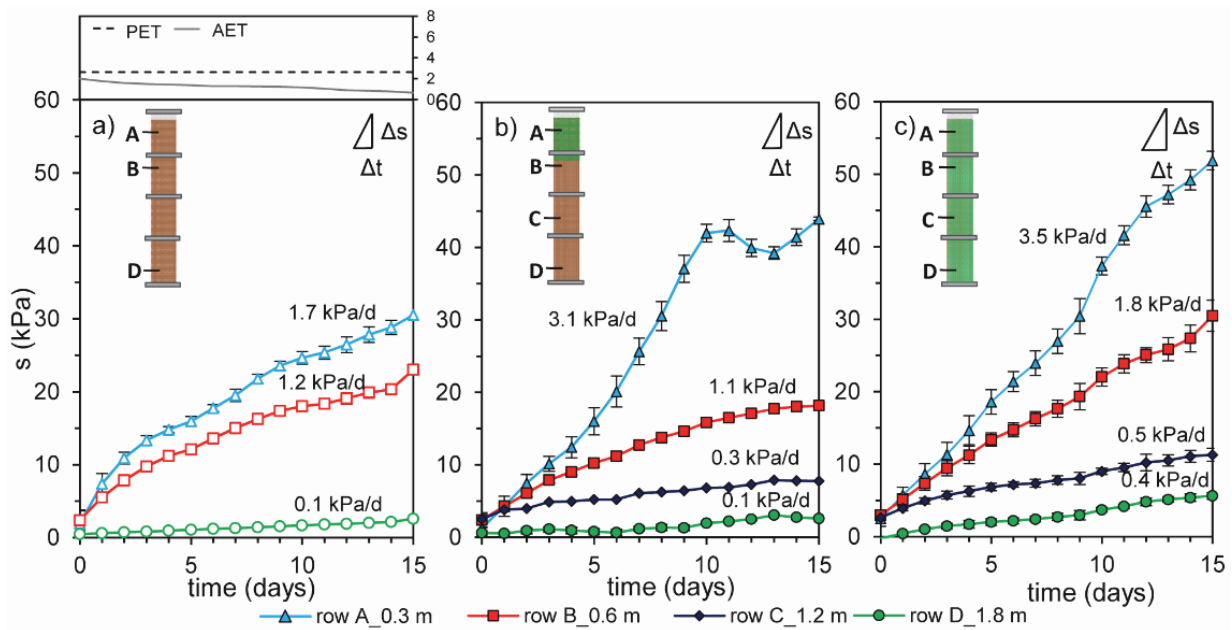 PET AET
8
6
4
2
0
60
50
40
30
20
10
0
s (kPa)
a)
A
B
D
Δs
Δt
1.7 kPa/d
1.2 kPa/d
0.1 kPa/d
0 5 10 15
time (days)
60
50
40
30
20
10
0
b)
A
B
C
D
Δs
Δt
3.1 kPa/d
1.1 kPa/d
0.3 kPa/d
0.1 kPa/d
0 5 10 15
time (days)
60
50
40
30
20
10
0
c)
A
B
C
D
Δs
Δt
3.5 kPa/d
1.8 kPa/d
0.5 kPa/d
0.4 kPa/d
0 5 10 15
time (days)
row A_0.3 m row B_0.6 m row C_1.2 m row D_1.8 m